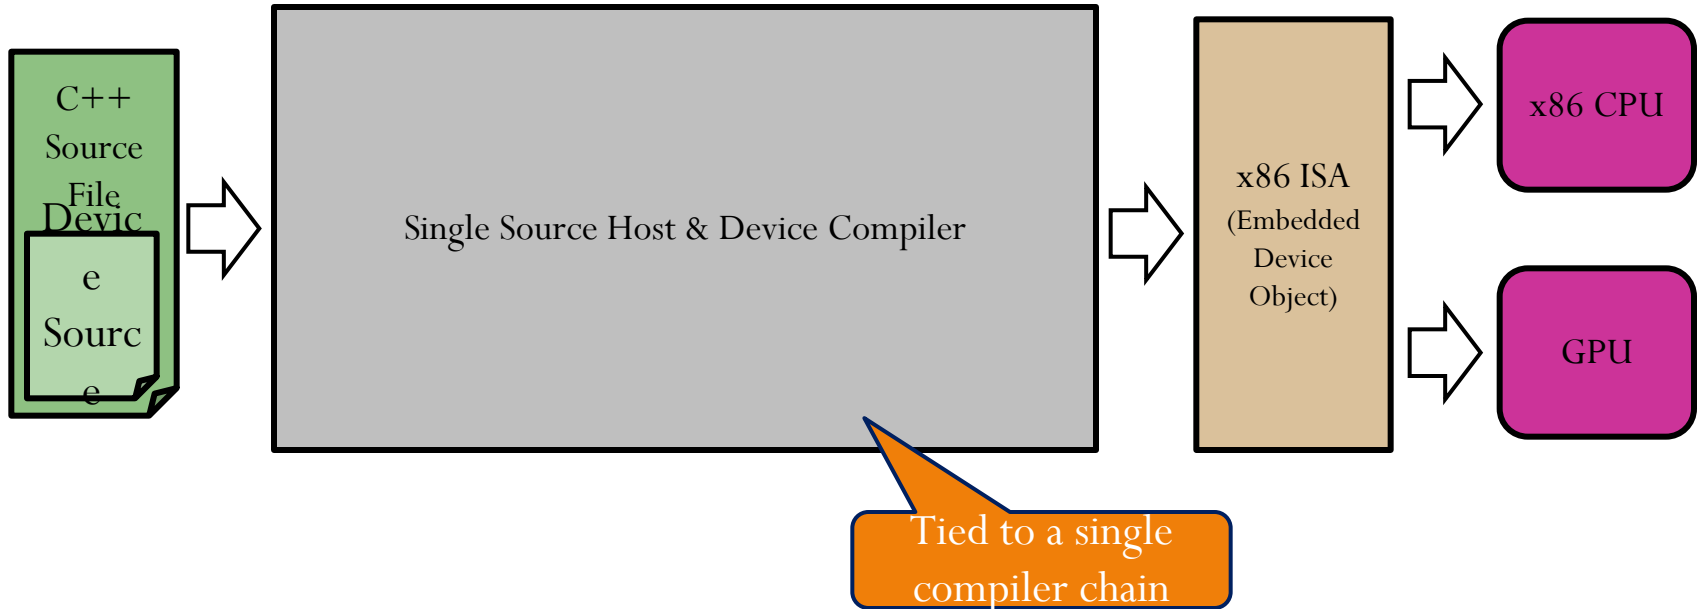 C++
Source
File
Devic
e
Sourc
e
Single Source Host & Device Compiler
x86 ISA
(Embedded
Device
Object)
x86 CPU
GPU
Tied to a single
compiler chain